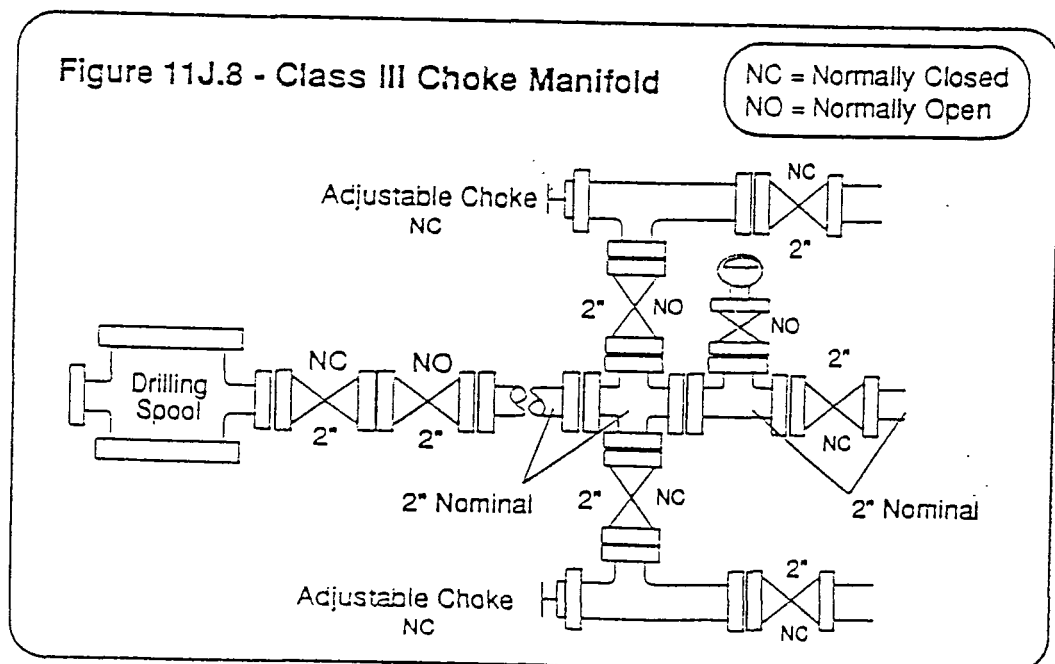 Figure 11J.8 - Class III Choke Manifold
NC = Normally Closed
NO = Normally Open
Adjustable Choke
NC
NC
2"
2"
NO
NO
Drilling
Spool
NC
NO
2"
2"
2"
NC
2" Nominal
2"
NC
2" Nominal
Adjustable Choke
NC
2"
NC